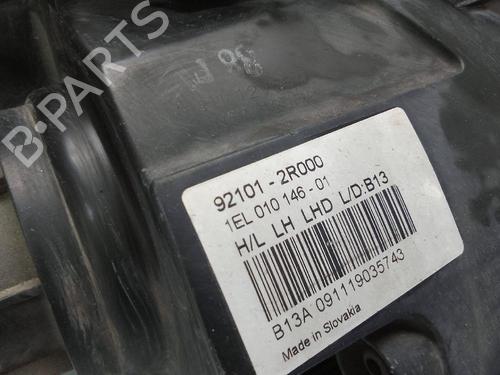 B-PARTS
92101 - 2R000
1EL 010 146 - 01
H/L LH LHD L/D:B13
B13A 091119035743
Made in Slovakia